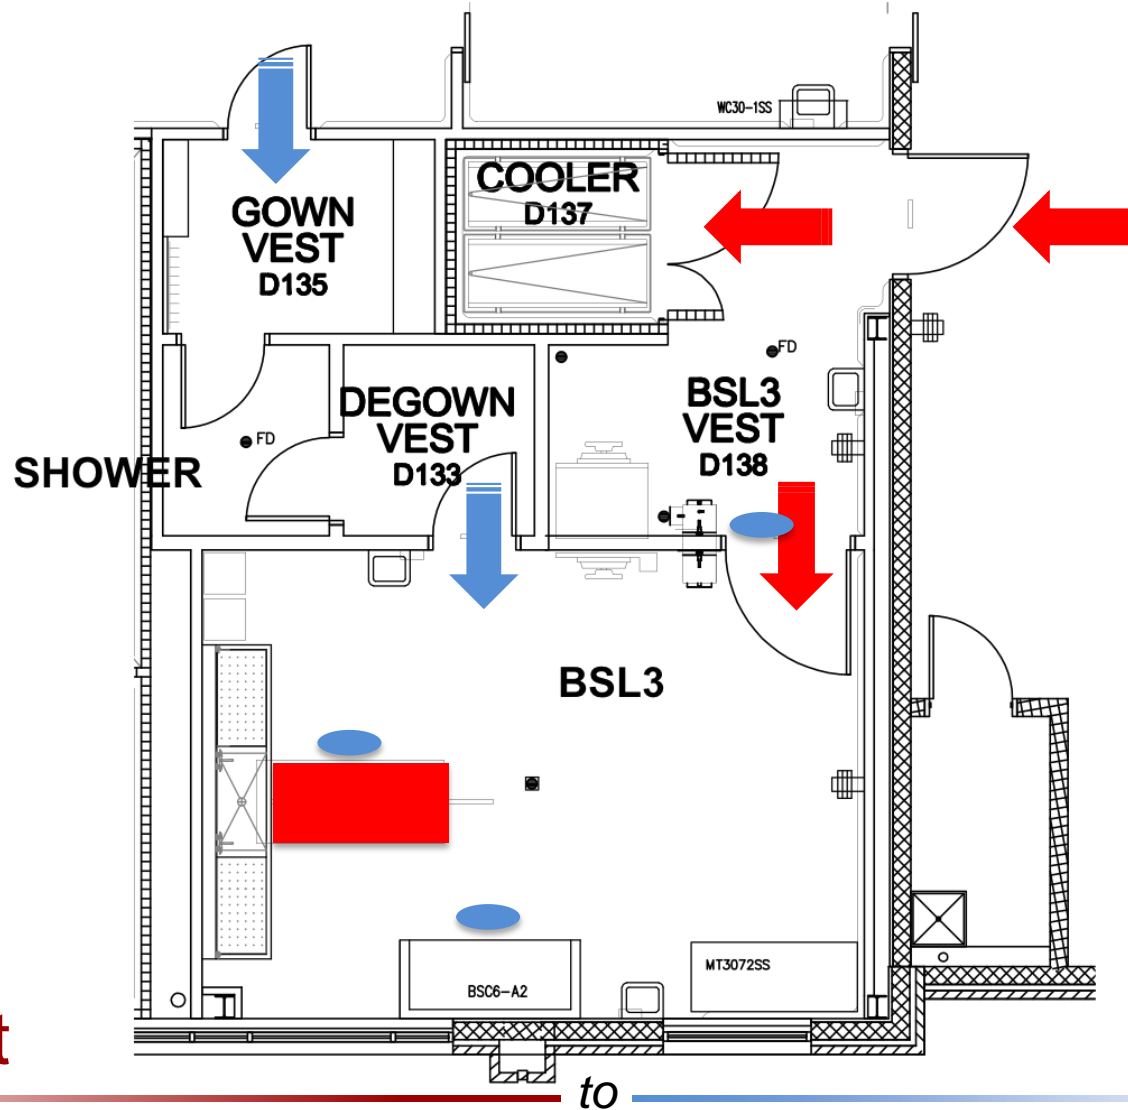 WC30-1SS
COOLER
D137
GOWN
VEST
D135
FD
BSL3
VEST
D138
DEGOWN
VEST
D133
FD
SHOWER
BSL3
MT3072SS
BSC6-A2
t
to